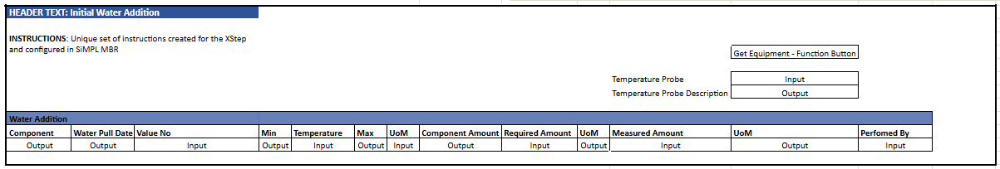 HEADER TEXT: Initial Water Addition
INSTRUCTIONS: Unique set of instructions created for the XStep
and configured in SiMPL MBR
Get Equipment - Function Button
Temperature Probe Input
Temperature Probe Description Output
Water Addition
Component Water Pull Date Value No Min Temperature Max UoM Component Amount Required Amount UoM Measured Amount UoM Perfomed By
Output Output Input Output Input Output Input Output Input Output Input Output Input